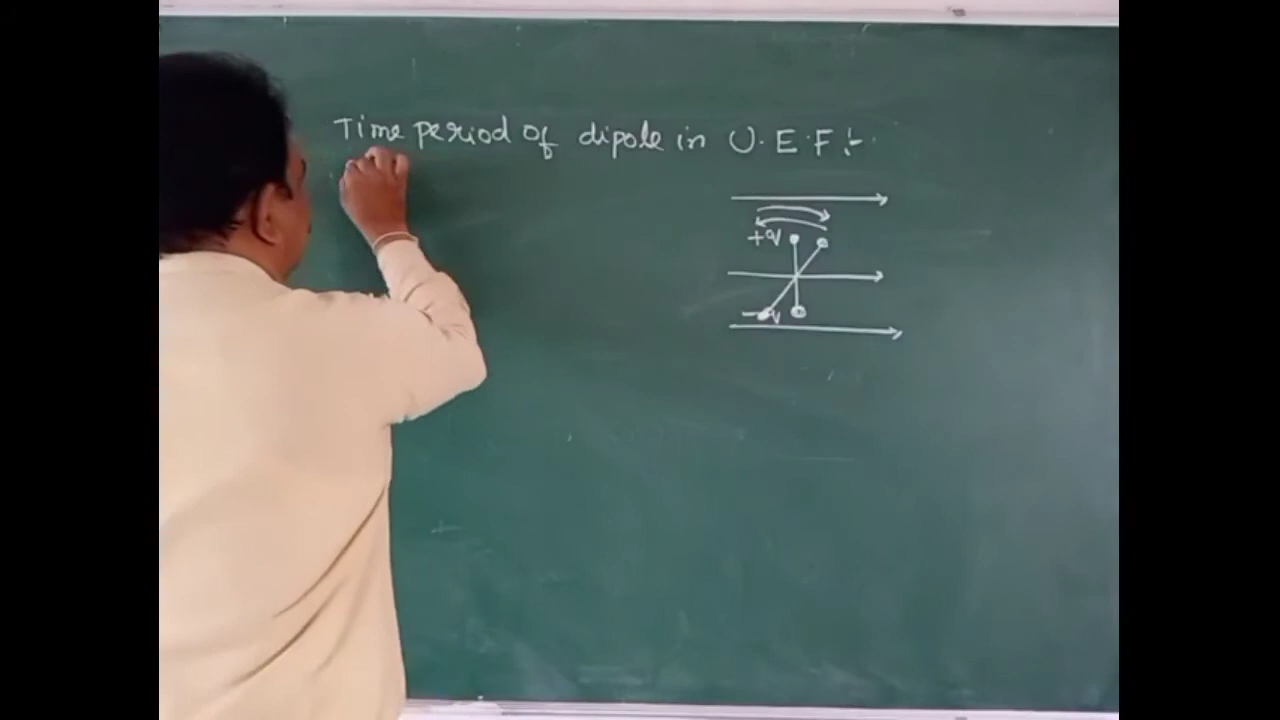 Time period of dipole in U.E.F :-
+q
-q